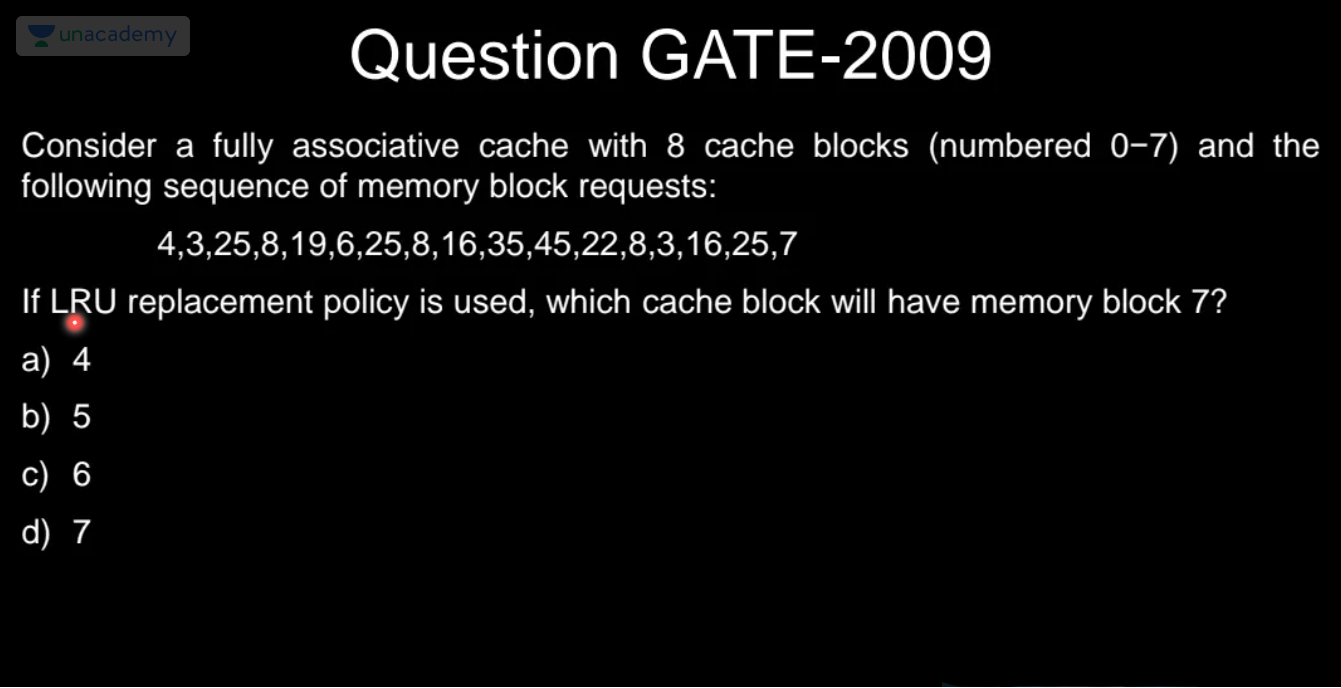 unacademy
Question GATE-2009
Consider a fully associative cache with 8 cache blocks (numbered 0−7) and the
following sequence of memory block requests:
4,3,25,8,19,6,25,8,16,35,45,22,8,3,16,25,7
If LRU replacement policy is used, which cache block will have memory block 7?
a) 4
b) 5
c) 6
d) 7